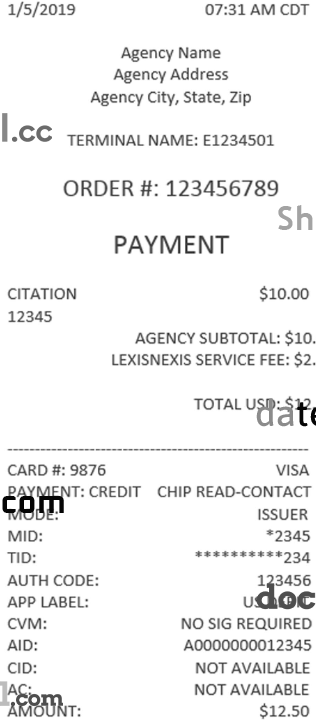 1/5/2019 07:31 AM CDT
Agency Name
Agency Address
Agency City, State, Zip
l.cc
TERMINAL NAME: E1234501
ORDER #: 123456789
Sh
PAYMENT
CITATION $10.00
12345
AGENCY SUBTOTAL: $10.
LEXISNEXIS SERVICE FEE: $2.
TOTAL USD: $12
date
CARD #: 9876 VISA
PAYMENT: CREDIT CHIP READ-CONTACT
com
MODE: ISSUER
MID: *2345
TID: **********234
AUTH CODE: 123456
APP LABEL: US
doc
CVM: NO SIG REQUIRED
AID: A0000000012345
CID: NOT AVAILABLE
AC: NOT AVAILABLE
1.com
AMOUNT: $12.50